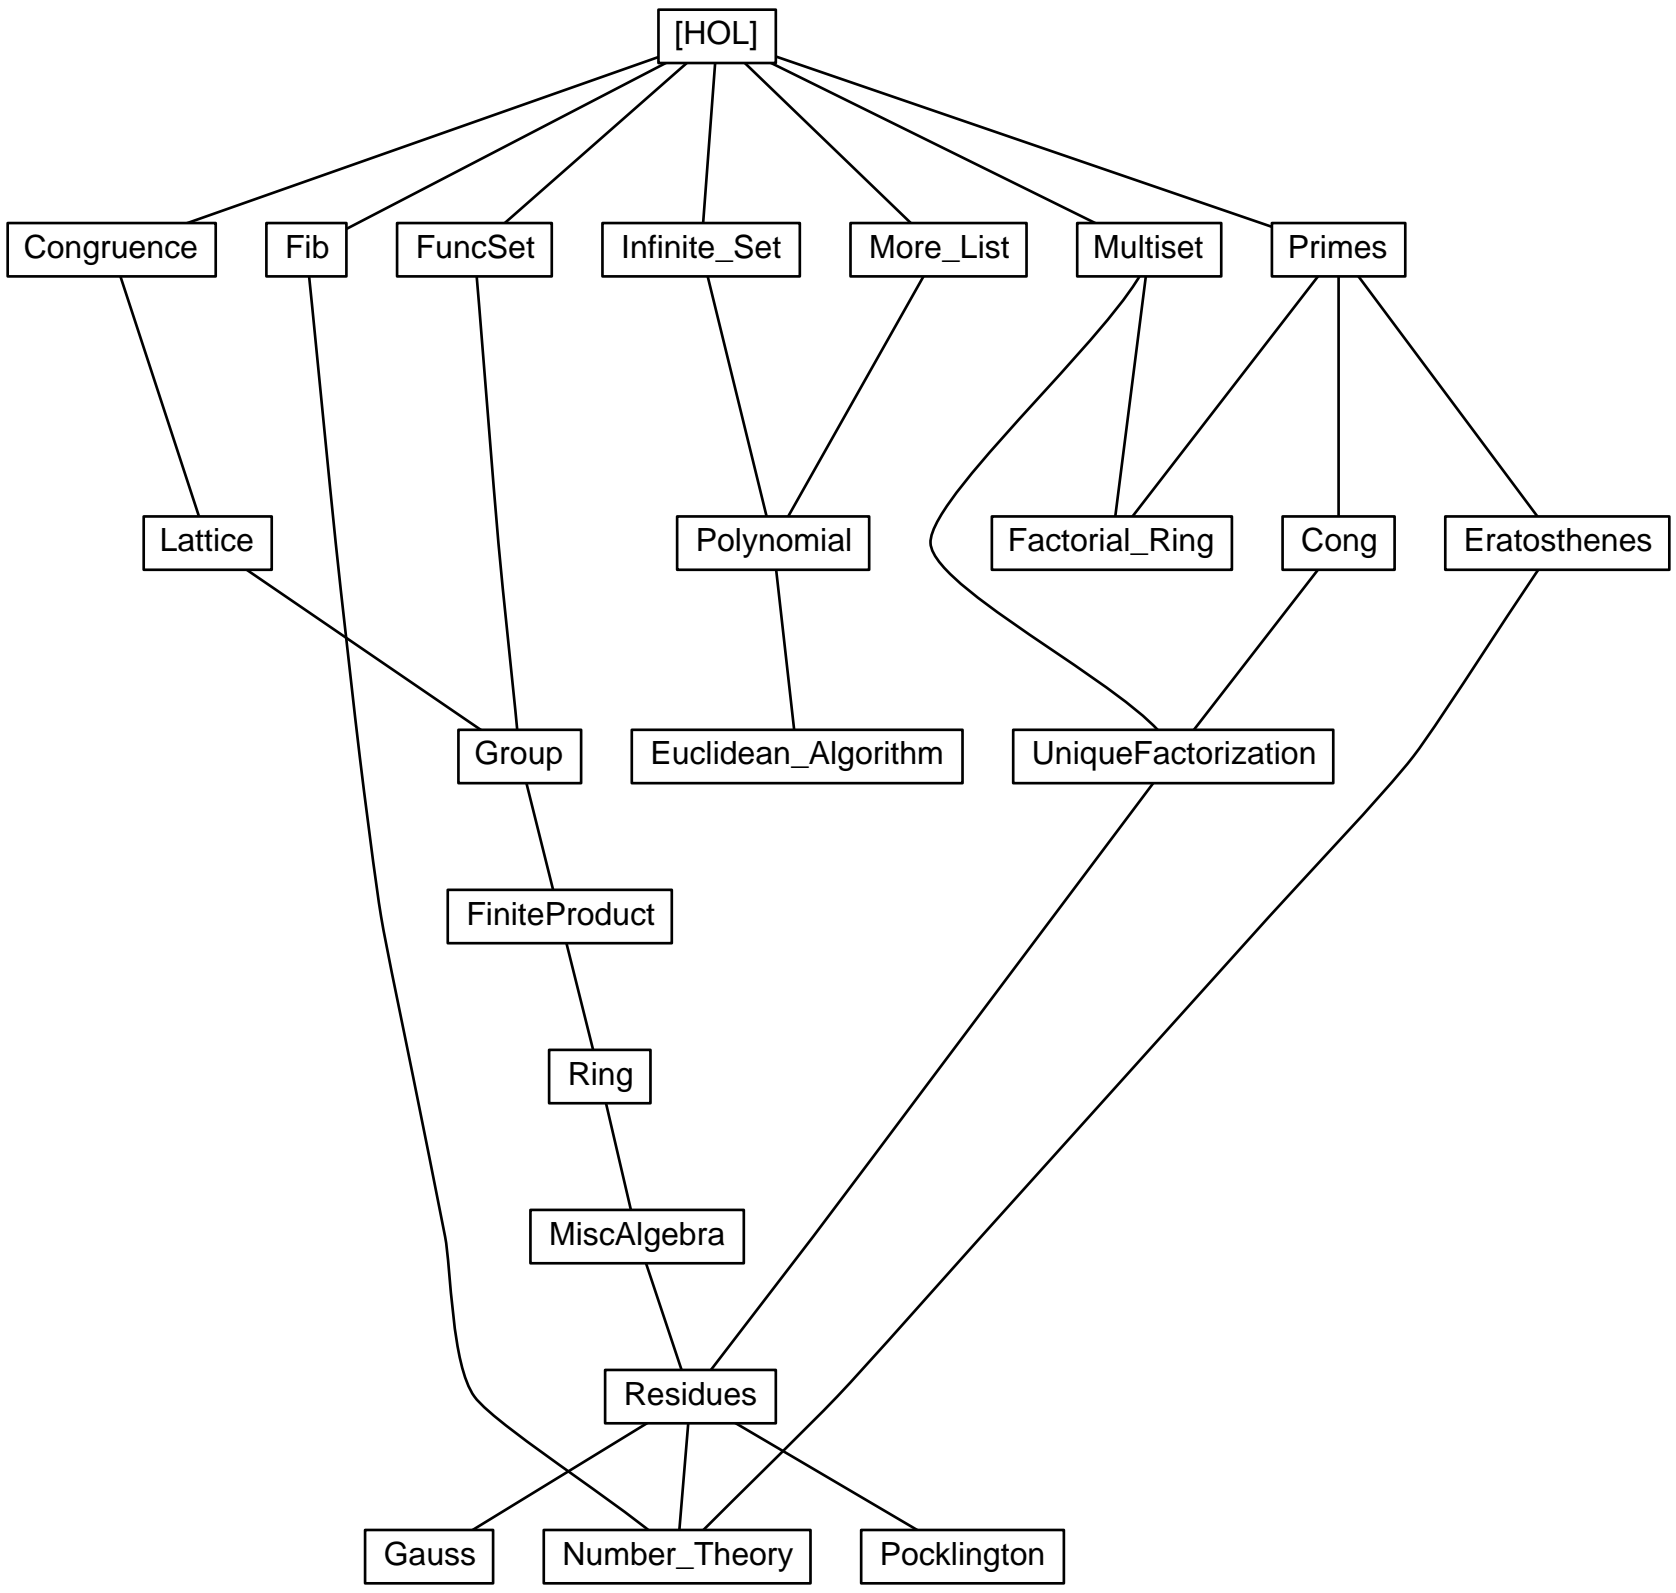 [HOL]
Congruence
Fib
FuncSet
Infinite_Set
More_List
Multiset
Primes
Lattice
Polynomial
Factorial_Ring
Cong
Eratosthenes
Group
Euclidean_Algorithm
UniqueFactorization
FiniteProduct
Ring
MiscAlgebra
Residues
Gauss
Number_Theory
Pocklington